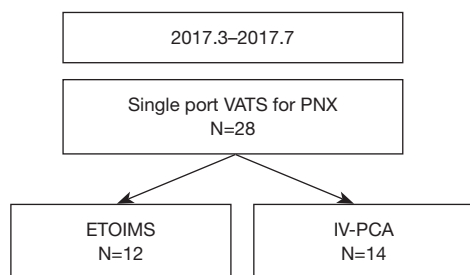 2017.3–2017.7
Single port VATS for PNX
N=28
ETOIMS
N=12
IV-PCA
N=14